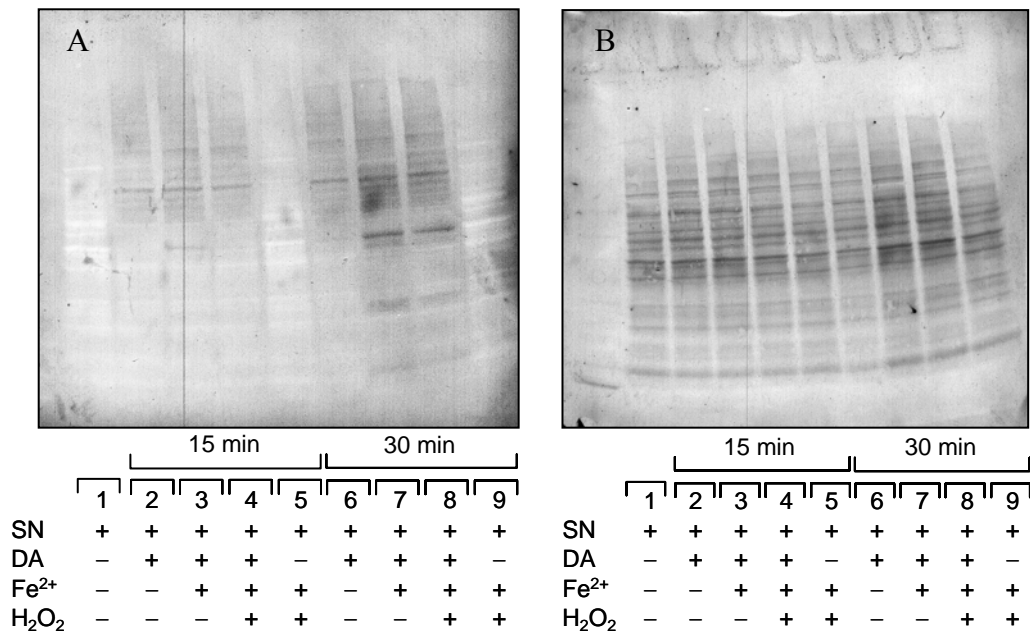 A
B
15 min 30 min
1 2 3 4 5 6 7 8 9
SN + + + + + + + + +
DA – + + + – + + + –
Fe²⁺ – – + + + – + + +
H₂O₂ – – – + + – – + +
15 min 30 min
1 2 3 4 5 6 7 8 9
SN + + + + + + + + +
DA – + + + – + + + –
Fe²⁺ – – + + + – + + +
H₂O₂ – – – + + – – + +